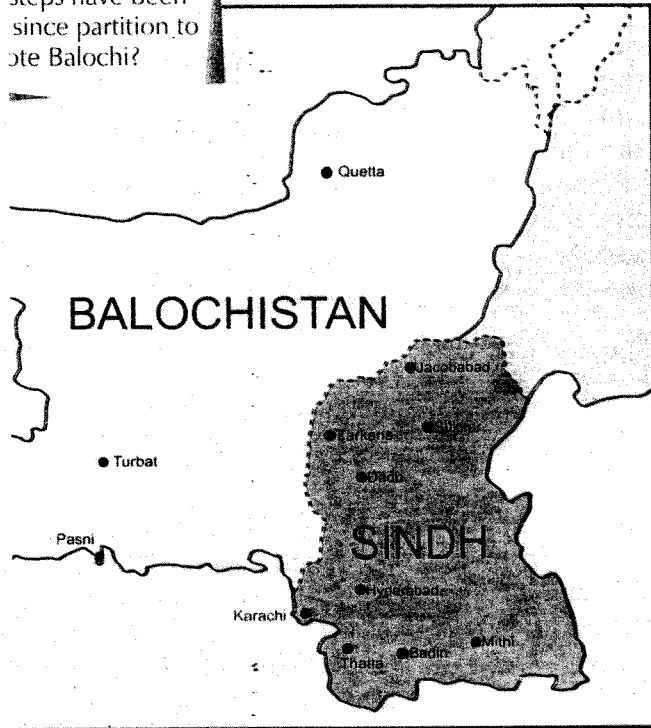 steps have been
since partition to
ote Balochi?
Quetta
BALOCHISTAN
Jacobabad
Larkana
Dadu
Turbat
SINDH
Pasni
Hyderabad
Karachi
Thatta
Badin
Mithi